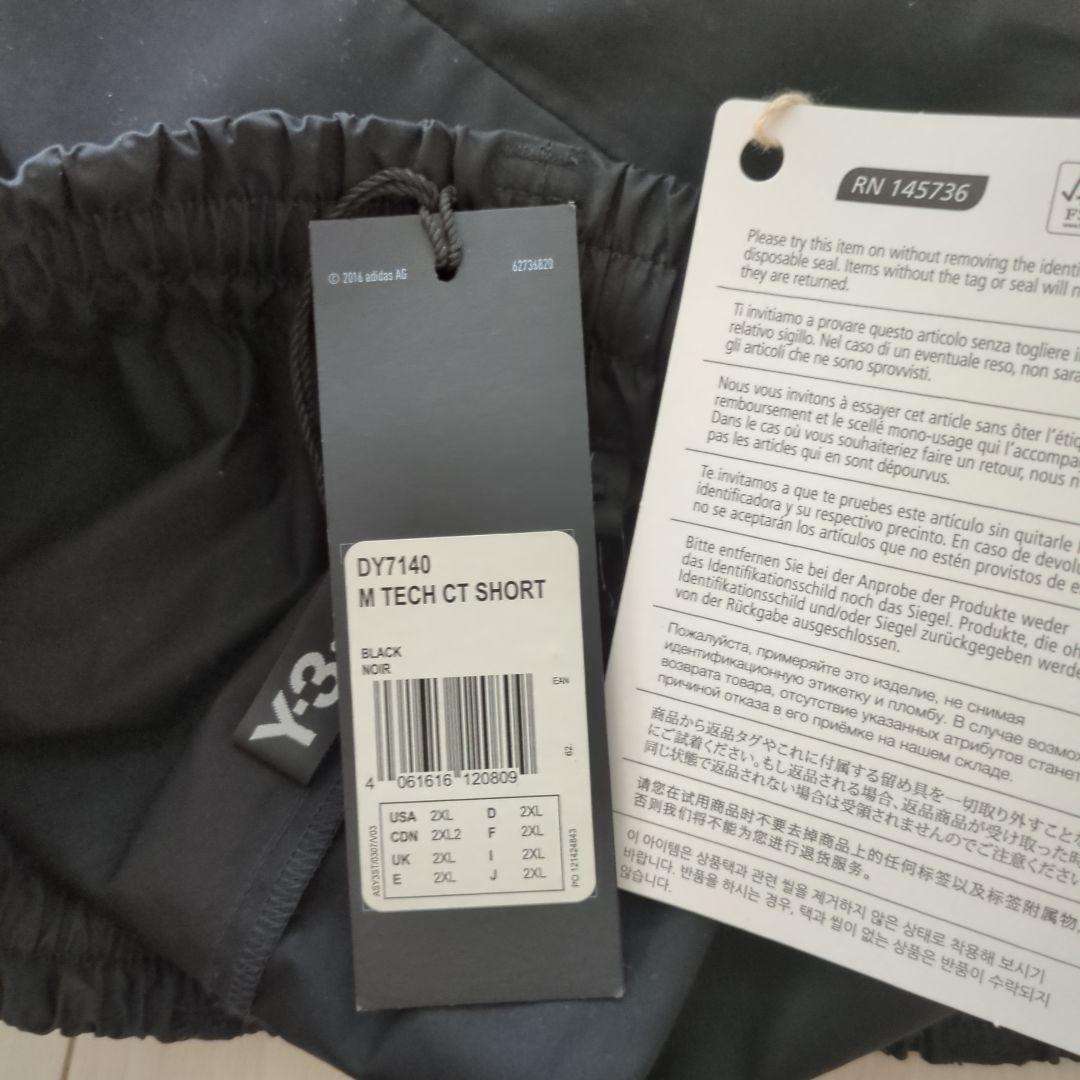 © 2016 adidas AG
62736820
DY7140
M TECH CT SHORT
BLACK
NOIR
EAN
62.
4 061616 120809
USA 2XL D 2XL
CDN 2XL2 F 2XL
UK 2XL I 2XL
E 2XL J 2XL
ASY3ST/0307/V03
PO 121424843
Y-3
RN 145736
Please try this item on without removing the
disposable seal. Items without the tag or seal will
they are returned.
Ti invitiamo a provare questo articolo senza togliere
relativo sigillo. Nel caso di un eventuale reso, non
gli articoli che ne sono sprovvisti.
Nous vous invitons à essayer cet article sans ôter
remboursement et le scellé mono-usage qui
Dans le cas où vous souhaiteriez faire un retour, nous
pas les articles qui en sont dépourvus.
Te invitamos a que te pruebes este artículo sin quitarle
identificadora y su respectivo precinto. En caso de
no se aceptarán los artículos que no estén provistos de
Bitte entfernen Sie bei der Anprobe der Produkte weder
das Identifikationsschild noch das Siegel. Produkte, die
Identifikationsschild und/oder Siegel zurückgegeben
von der Rückgabe ausgeschlossen.
Пожалуйста, примеряйте это изделие, не снимая
идентификационную этикетку и пломбу. В случае
возврата товара, отсутствие указанных атрибутов
причиной отказа в его приёмке на нашем складе.
商品から返品タグやこれに付属する留め具を一切取り外すこと
にご試着ください。もし返品される場合、返品商品が受け取った
同じ状態で返品されない場合は受領されませんのでご注意ください
请您在试用商品时不要去掉商品上的任何标签以及标签附属物
否则我们将不能为您进行退货服务。
이 아이템은 상품택과 관련 씰을 제거하지 않은 상태로 착용해 보시기
바랍니다. 반품을 하시는 경우, 택과 씰이 없는 상품은 반품이 수락되지
않습니다.